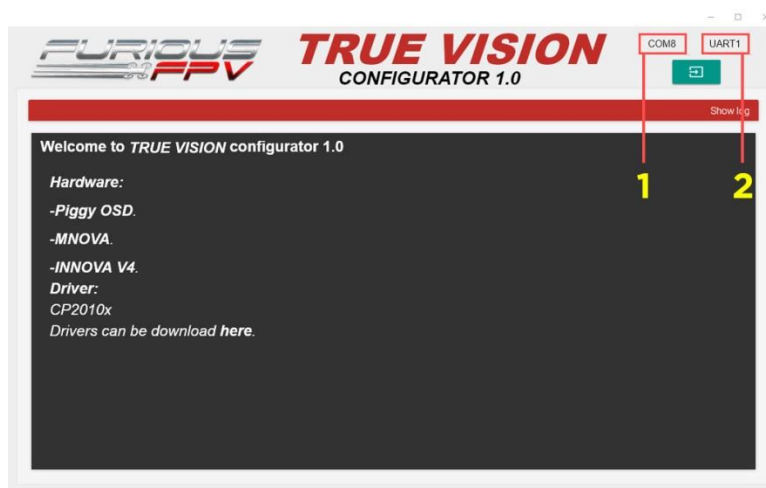 FURIOUS
FPV
TRUE VISION
CONFIGURATOR 1.0
COM8
UART1
Show log
1
2
Welcome to TRUE VISION configurator 1.0
Hardware:
-Piggy OSD.
-MNOVA.
-INNOVA V4.
Driver:
CP2010x
Drivers can be download here.